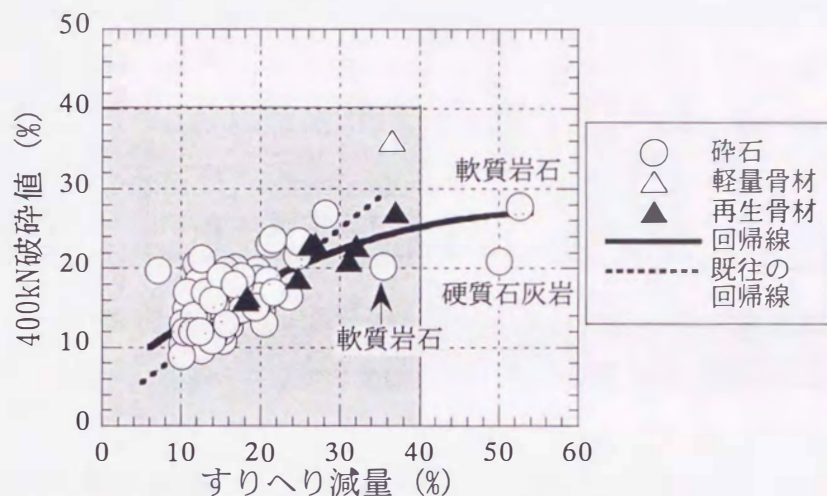 50
40
30
20
10
0
400kN破砕値 (%)
0
10
20
30
40
50
60
すりへり減量 (%)
軟質岩石
硬質石灰岩
軟質岩石
砕石
軽量骨材
再生骨材
回帰線
既往の
回帰線